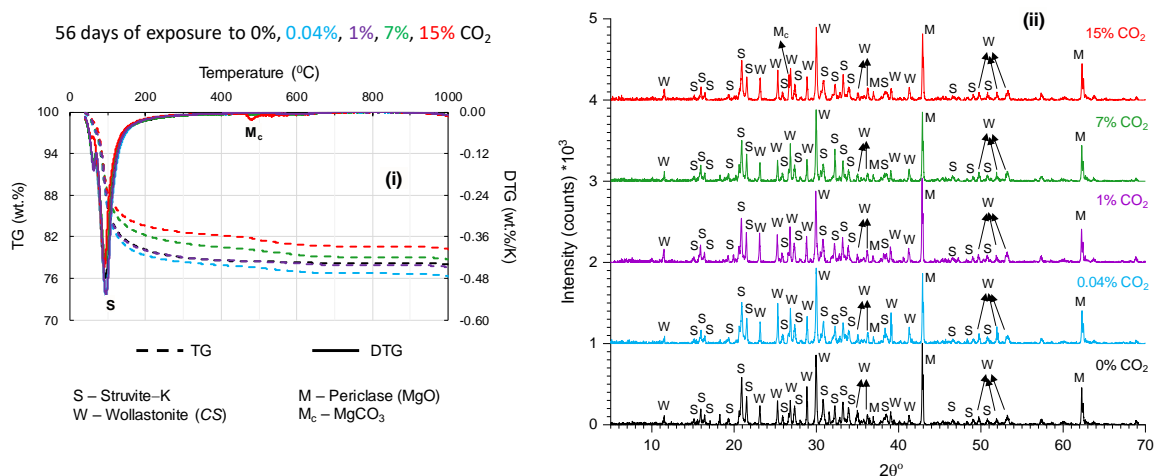 56 days of exposure to 0%, 0.04%, 1%, 7%, 15% CO₂
Temperature (⁰C)
0 200 400 600 800 1000
TG (wt.%)
100
94
88
82
76
70
DTG (wt.%/K)
0.00
-0.12
-0.24
-0.36
-0.48
-0.60
Mc
(i)
S
TG
DTG
S – Struvite–K
M – Periclase (MgO)
W – Wollastonite (CS)
Mc – MgCO₃
(ii)
Intensity (counts) *10³
5
4
3
2
1
0
15% CO₂
W S S S S S W W Mc W S S W W S S S W M S W W S S W S M
7% CO₂
W S S S S S W W S W S W W S S S W M S W W S S W S M
1% CO₂
W S S S S S W W S W S W W S S S W M S W W S S W S M
0.04% CO₂
W S S S S S W W S W S W W S S S W M S W W S S W S M
0% CO₂
W S S S S S W W S W S W W S S S W M S W W M S S W S M
10 20 30 40 50 60 70
2θ°